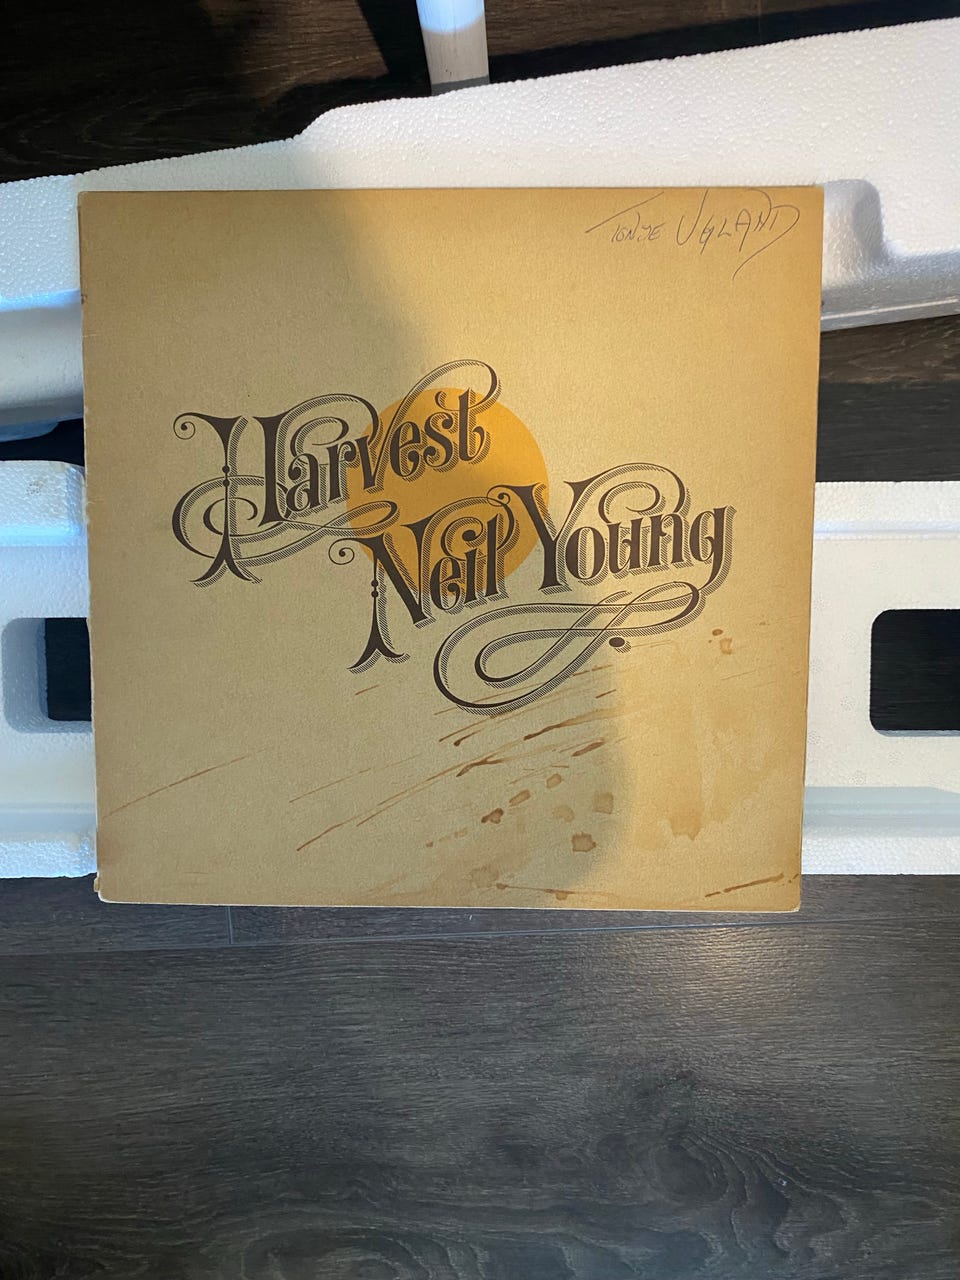 Tonje UGLAND
Harvest
Neil Young